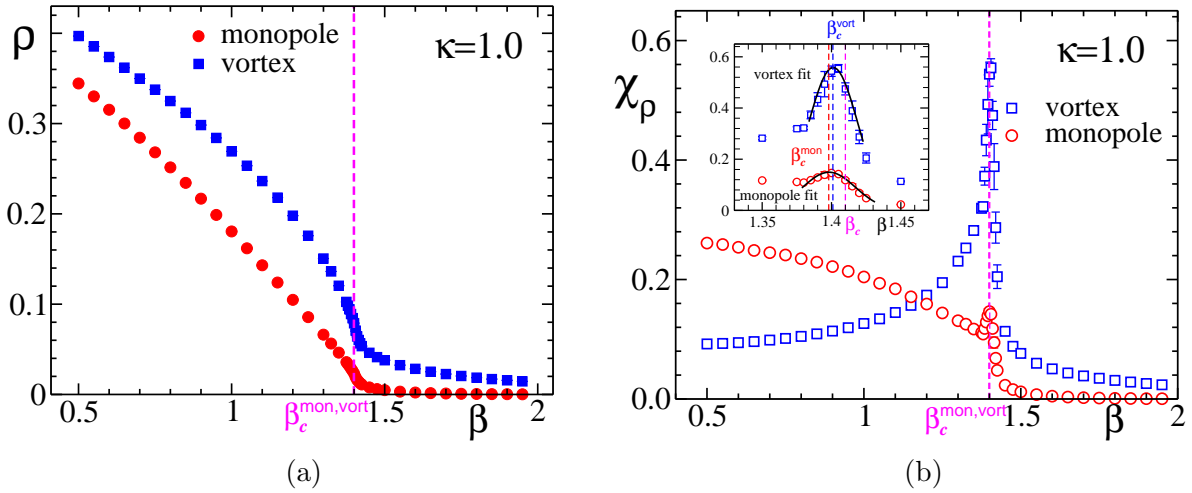 ρ
κ=1.0
monopole
vortex
0.3
0.2
0.1
0
0.5
1
1.5
2
β_c^{mon,vort}
β
(a)
χ_ρ
κ=1.0
vortex
monopole
0.6
0.4
0.2
0.0
0.5
1
1.5
2
β_c^{mon,vort}
β
β_c^{vort}
vortex fit
0.6
0.4
0.2
0
β_c^{mon}
monopole fit
1.35
1.4
1.45
β_c
β
(b)